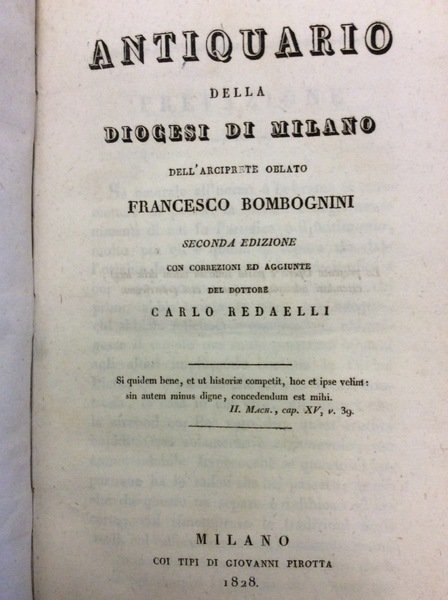 ANTIQUARIO
DELLA
DIOCESI DI MILANO
DELL'ARCIPRETE OBLATO
FRANCESCO BOMBOGNINI
SECONDA EDIZIONE
CON CORREZIONI ED AGGIUNTE
DEL DOTTORE
CARLO REDAELLI
Si quidem bene, et ut historiæ competit, hoc et ipse velim:
sin autem minus digne, concedendum est mihi.
II. MACH., cap. XV, v. 39.
MILANO
COI TIPI DI GIOVANNI PIROTTA
1828.